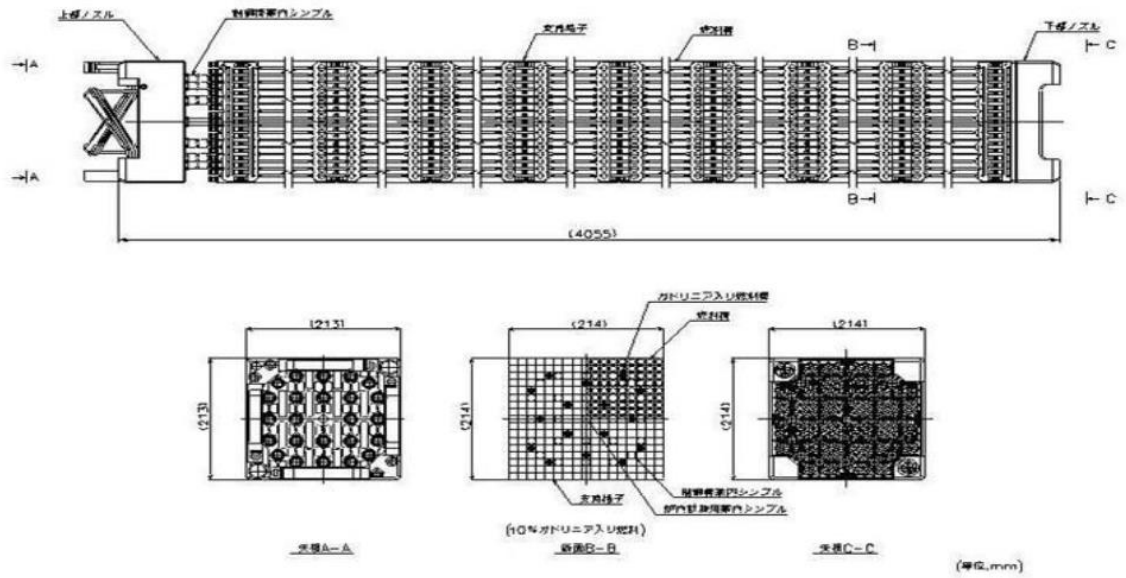 上部ノズル
制御棒案内シンブル
支持格子
燃料棒
下部ノズル
A
B
C
A
B
C
(4055)
ガドリニア入り燃料棒
燃料棒
(213)
(214)
(214)
(213)
(214)
(214)
制御棒案内シンブル
支持格子
炉内計装用案内シンブル
(10%ガドリニア入り燃料)
矢視A-A
断面B-B
矢視C-C
(単位,mm)